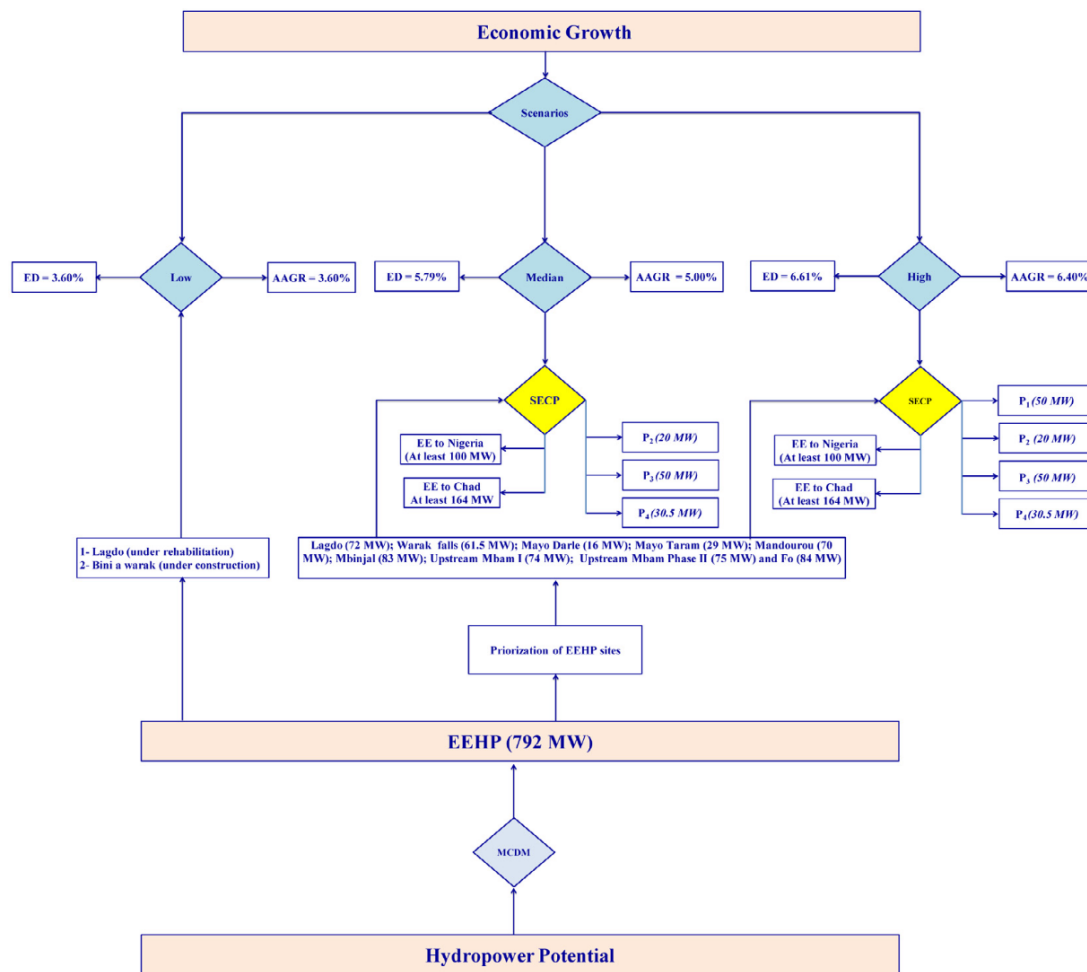 Economic Growth
Scenarios
ED = 3.60%
Low
AAGR = 3.60%
ED = 5.79%
Median
AAGR = 5.00%
ED = 6.61%
High
AAGR = 6.40%
SECP
EE to Nigeria
(At least 100 MW)
EE to Chad
At least 164 MW
P2 (20 MW)
P3 (50 MW)
P4 (30.5 MW)
SECP
EE to Nigeria
(At least 100 MW)
EE to Chad
(At least 164 MW)
P1 (50 MW)
P2 (20 MW)
P3 (50 MW)
P4 (30.5 MW)
1- Lagdo (under rehabilitation)
2- Bini a warak (under construction)
Lagdo (72 MW); Warak falls (61.5 MW); Mayo Darle (16 MW); Mayo Taram (29 MW); Mandourou (70
MW); Mbinjal (83 MW); Upstream Mbam I (74 MW); Upstream Mbam Phase II (75 MW) and Fo (84 MW)
Priorization of EEHP sites
EEHP (792 MW)
MCDM
Hydropower Potential